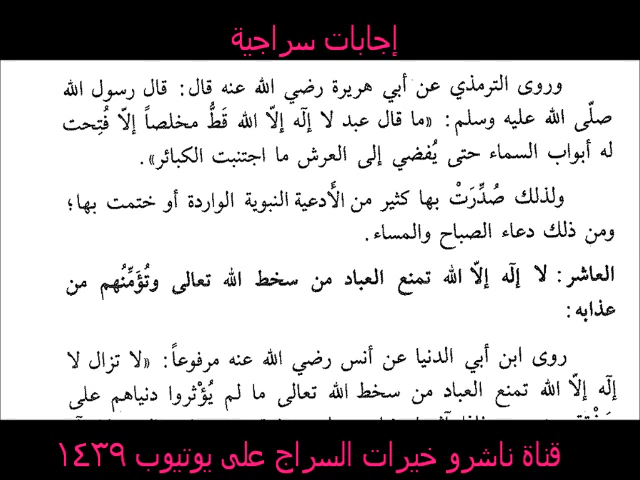 إجابات سراجية
وروى الترمذي عن أبي هريرة رضي الله عنه قال: قال رسول الله
صلّى الله عليه وسلم: «ما قال عبد لا إله إلاّ الله قَطُّ مخلصاً إلاّ فُتِحت
له أبواب السماء حتى يُفضي إلى العرش ما اجتنبت الكبائر».
ولذلك صُدِّرَتْ بها كثير من الأَدعية النبوية الواردة أو ختمت بها؛
ومن ذلك دعاء الصباح والمساء.
العاشر: لا إله إلاّ الله تمنع العباد من سخط الله تعالى وتُؤَمِّنُهم من
عذابه:
روى ابن أبي الدنيا عن أنس رضي الله عنه مرفوعاً: «لا تزال لا
إله إلاّ الله تمنع العباد من سخط الله تعالى ما لم يُؤْثروا دنياهم على
قناة ناشرو خيرات السراج على يوتيوب ١٤٣٩